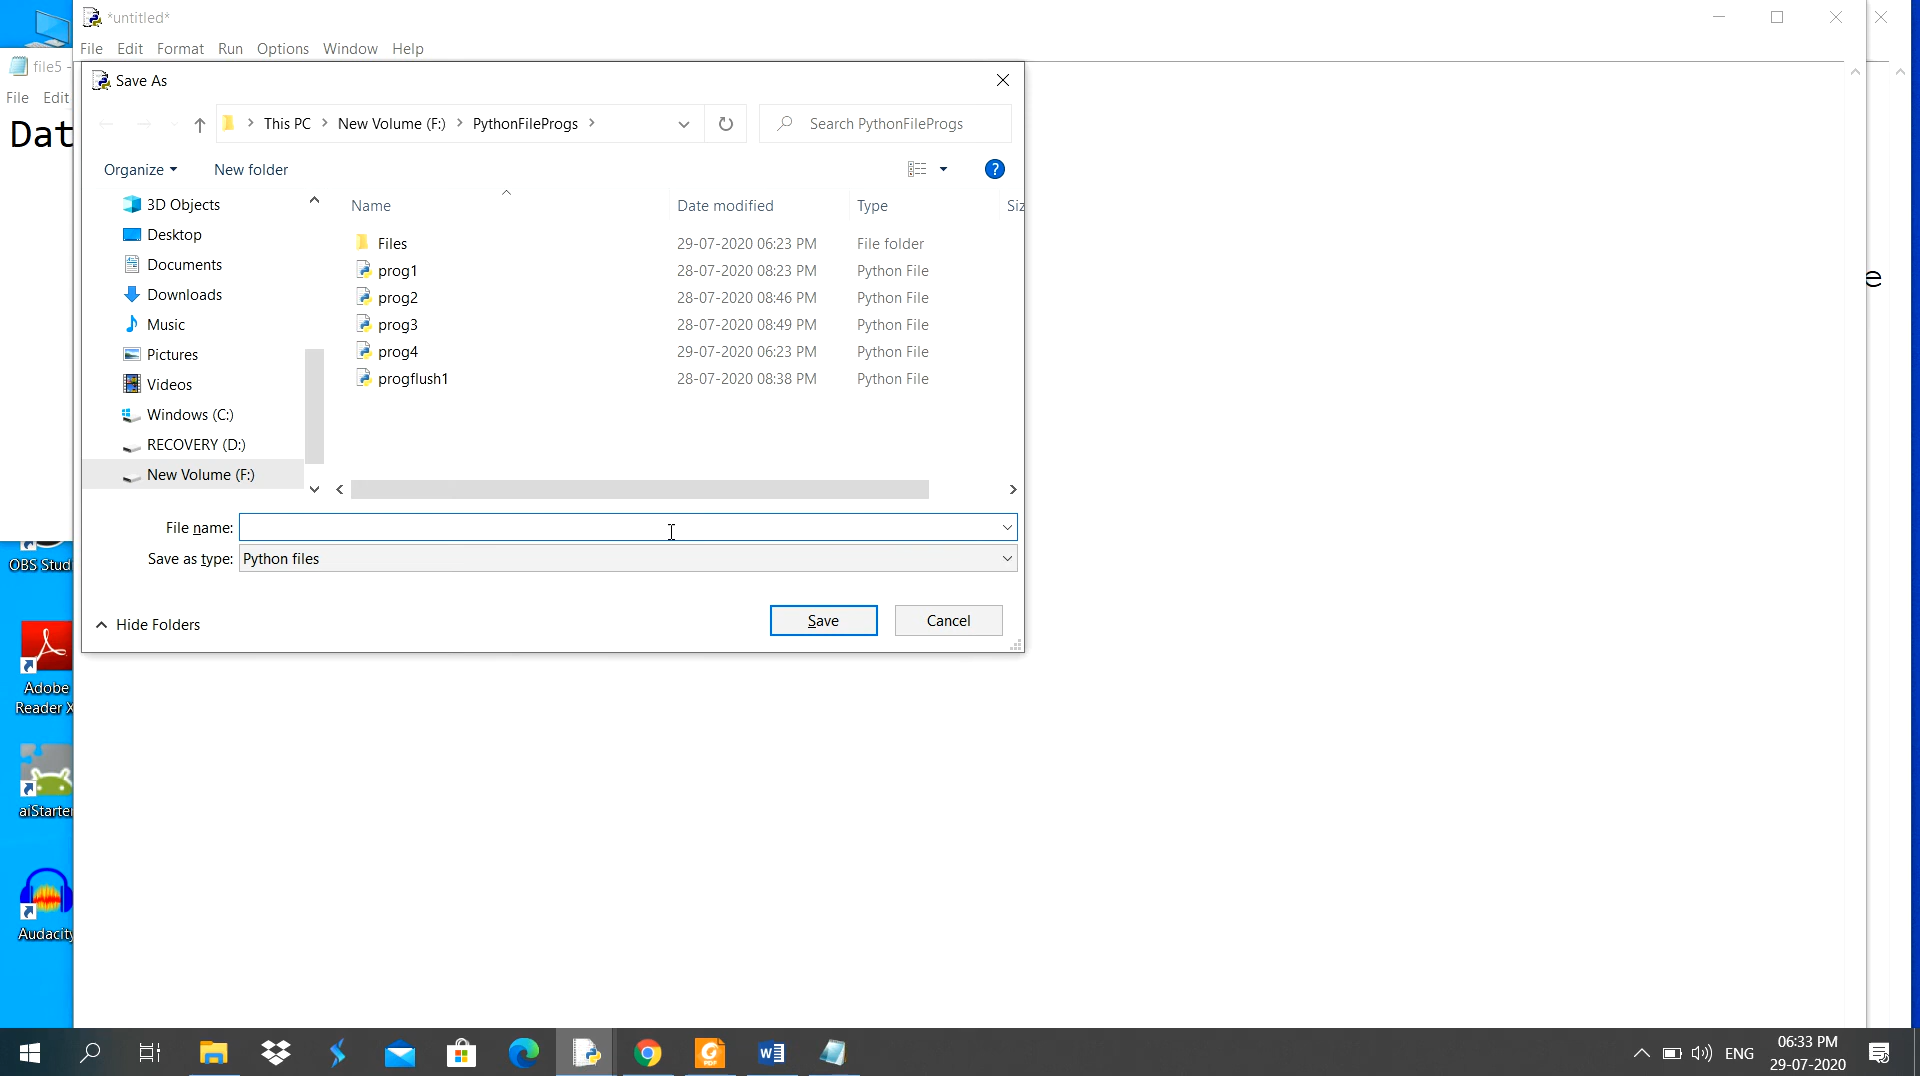 *untitled*
File Edit Format Run Options Window Help
file5 -
File Edit
Dat
Save As
This PC > New Volume (F:) > PythonFileProgs >
Search PythonFileProgs
Organize
New folder
?
3D Objects
Desktop
Documents
Downloads
Music
Pictures
Videos
Windows (C:)
RECOVERY (D:)
New Volume (F:)
Name Date modified Type Siz
Files 29-07-2020 06:23 PM File folder
prog1 28-07-2020 08:23 PM Python File
prog2 28-07-2020 08:46 PM Python File
prog3 28-07-2020 08:49 PM Python File
prog4 29-07-2020 06:23 PM Python File
progflush1 28-07-2020 08:38 PM Python File
e
File name:
Save as type: Python files
Hide Folders
Save
Cancel
OBS Stud
Adobe
Reader X
aiStarter
Audacity
ENG
06:33 PM
29-07-2020